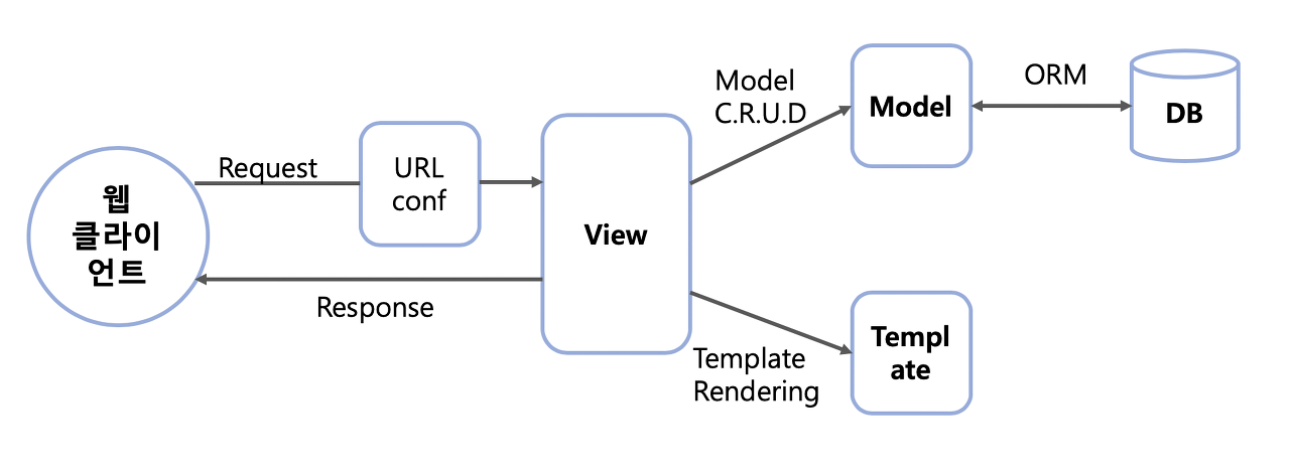 웹
클라이
언트
Request
URL
conf
View
Response
Model
C.R.U.D
Model
ORM
DB
Template
Rendering
Templ
ate